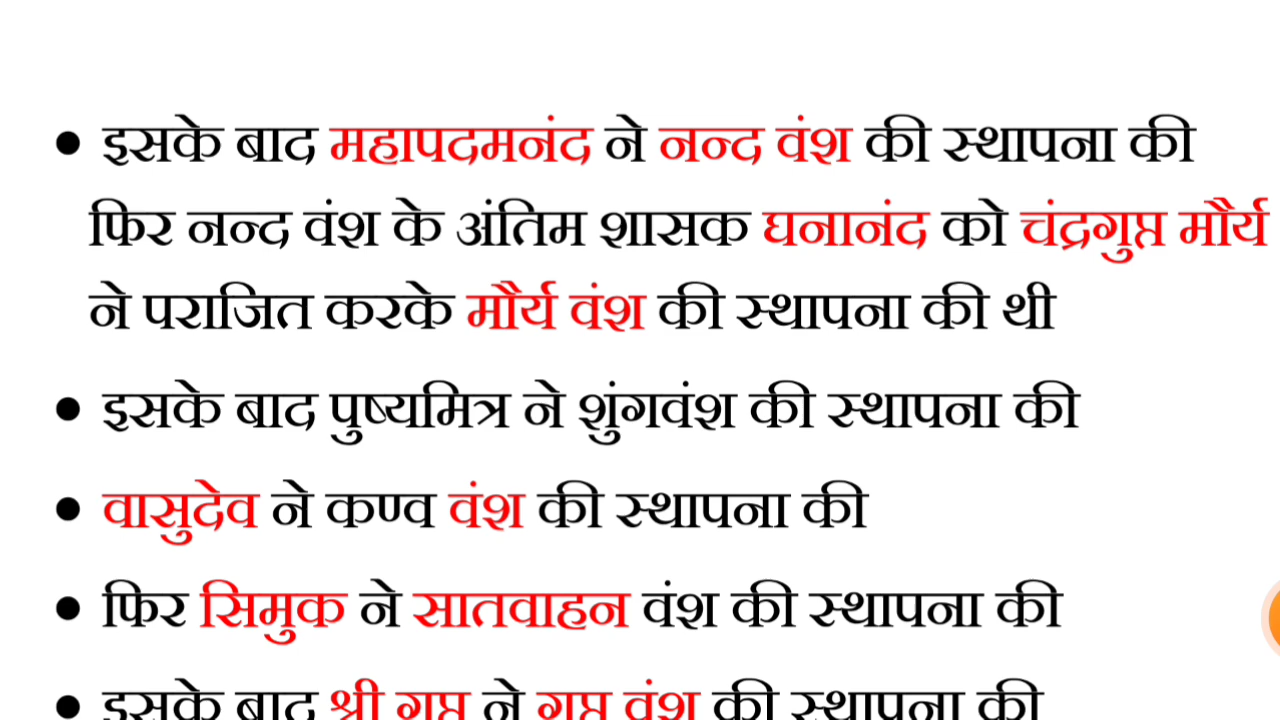 • इसके बाद महापदमनंद ने नन्द वंश की स्थापना की
फिर नन्द वंश के अंतिम शासक घनानंद को चंद्रगुप्त मौर्य
ने पराजित करके मौर्य वंश की स्थापना की थी
• इसके बाद पुष्यमित्र ने शुंगवंश की स्थापना की
• वासुदेव ने कण्व वंश की स्थापना की
• फिर सिमुक ने सातवाहन वंश की स्थापना की
• इसके बाद श्री गुप्त ने गुप्त वंश की स्थापना की